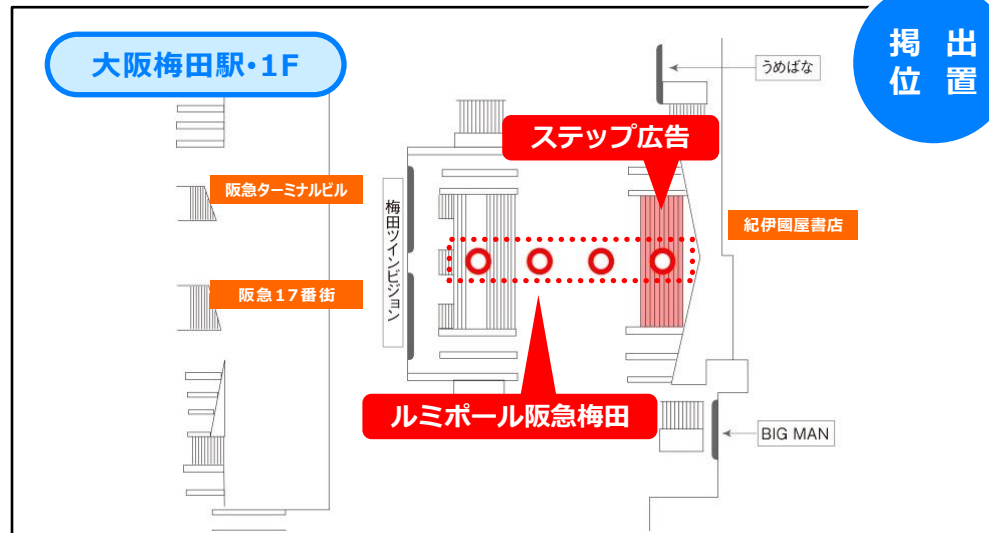 大阪梅田駅・1F
掲出
位置
うめばな
ステップ広告
阪急ターミナルビル
梅田ツインビジョン
紀伊國屋書店
阪急17番街
ルミポール阪急梅田
BIG MAN